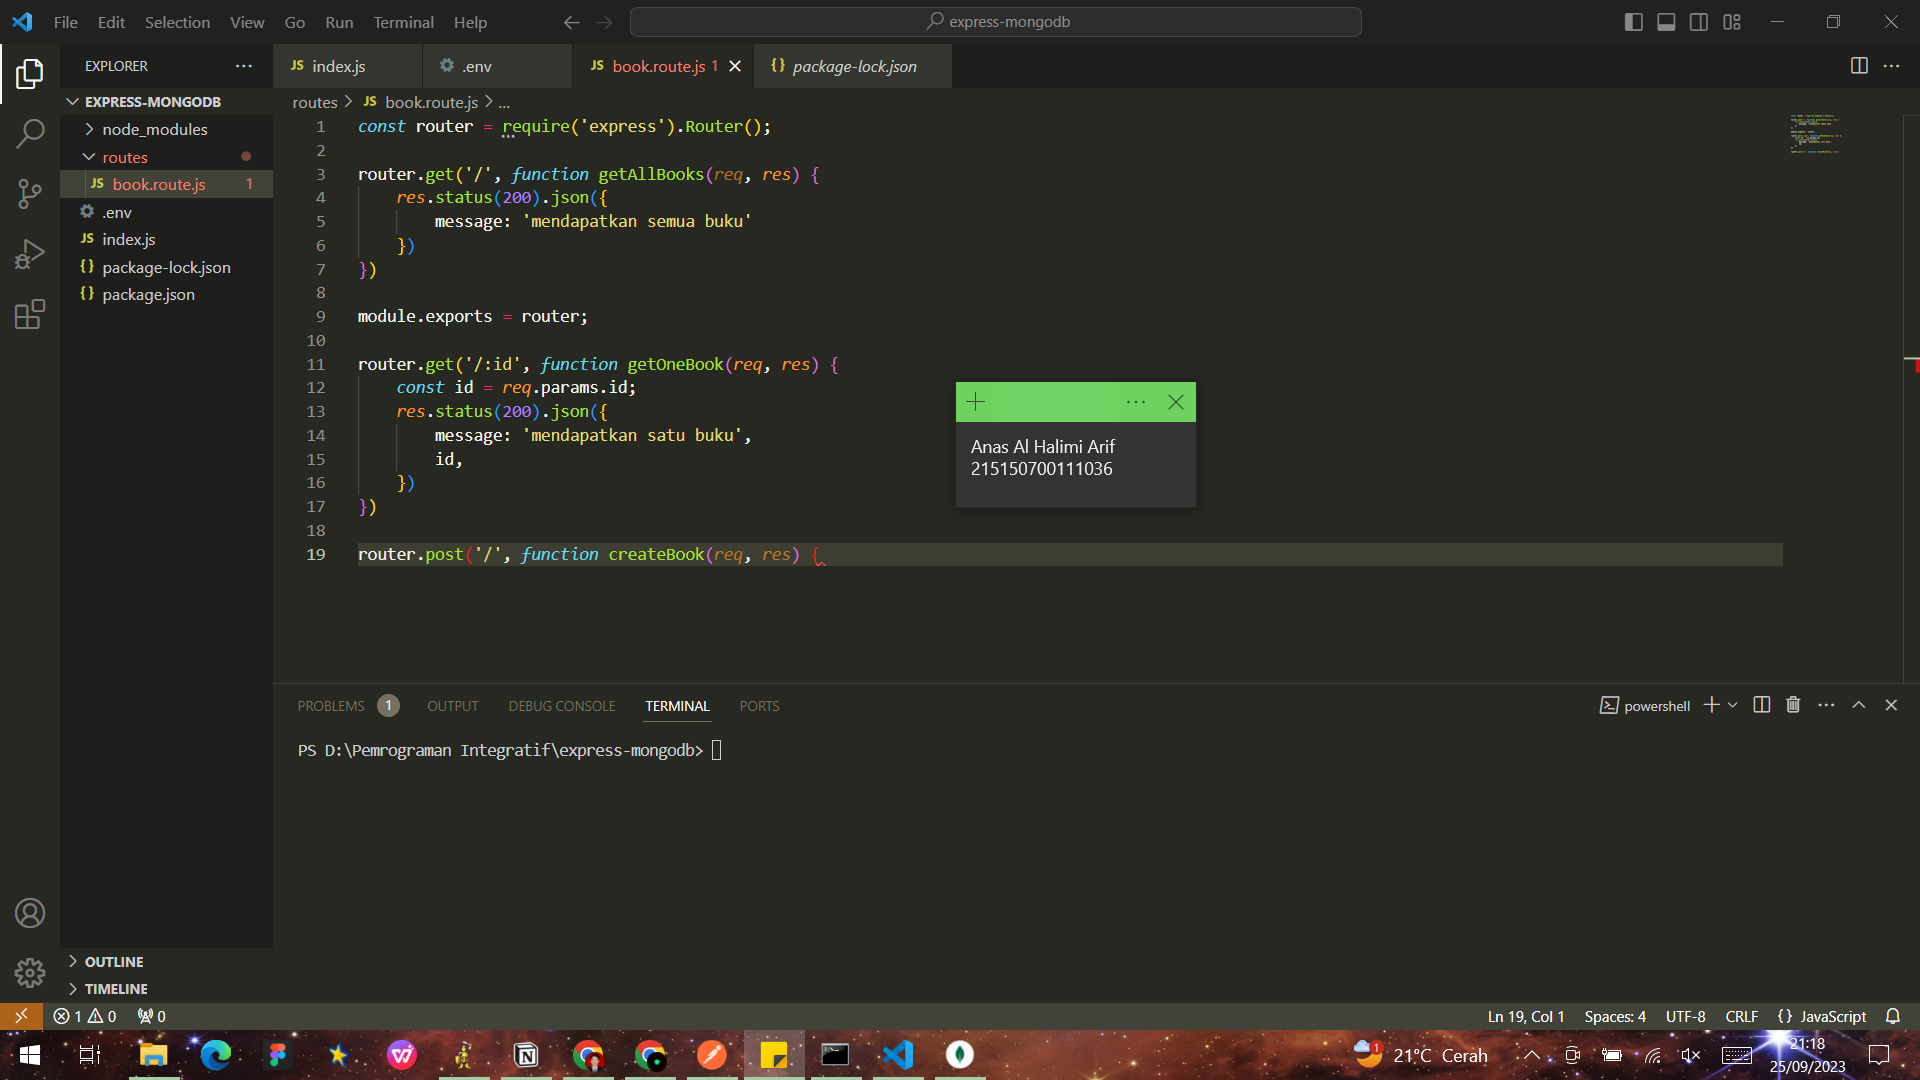 File Edit Selection View Go Run Terminal Help
express-mongodb
EXPLORER
JS index.js
.env
JS book.route.js 1
{} package-lock.json
EXPRESS-MONGODB
node_modules
routes
JS book.route.js 1
.env
JS index.js
{} package-lock.json
{} package.json
routes > JS book.route.js > ...
1 const router = require('express').Router();
2
3 router.get('/', function getAllBooks(req, res) {
4     res.status(200).json({
5         message: 'mendapatkan semua buku'
6     })
7 })
8
9 module.exports = router;
10
11 router.get('/:id', function getOneBook(req, res) {
12     const id = req.params.id;
13     res.status(200).json({
14         message: 'mendapatkan satu buku',
15         id,
16     })
17 })
18
19 router.post('/', function createBook(req, res) {
Anas Al Halimi Arif
215150700111036
PROBLEMS 1 OUTPUT DEBUG CONSOLE TERMINAL PORTS
powershell
PS D:\Pemrograman Integratif\express-mongodb>
OUTLINE
TIMELINE
1 0 0
Ln 19, Col 1 Spaces: 4 UTF-8 CRLF {} JavaScript
1 21°C Cerah
21:18
25/09/2023